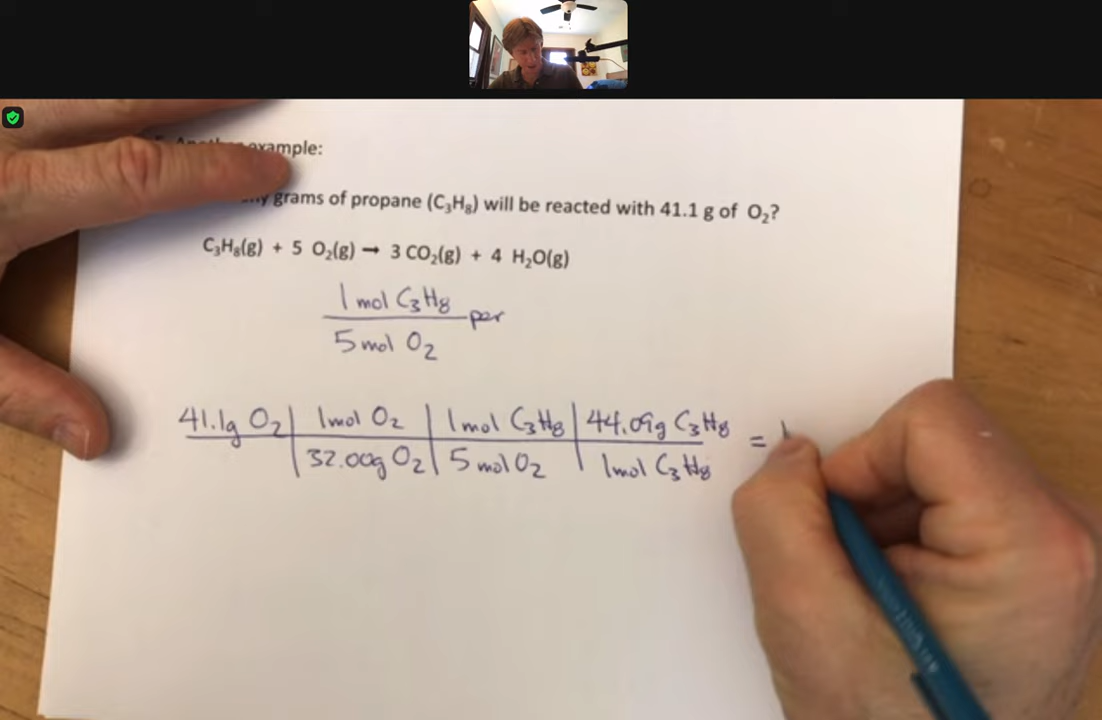 example:
grams of propane (C₃H₈) will be reacted with 41.1 g of O₂?
C₃H₈(g) + 5 O₂(g) → 3 CO₂(g) + 4 H₂O(g)
1 mol C₃H₈
per
5 mol O₂
41.1g O₂ | 1mol O₂ | 1mol C₃H₈ | 44.09g C₃H₈ =
32.00g O₂ | 5 mol O₂ | 1mol C₃H₈